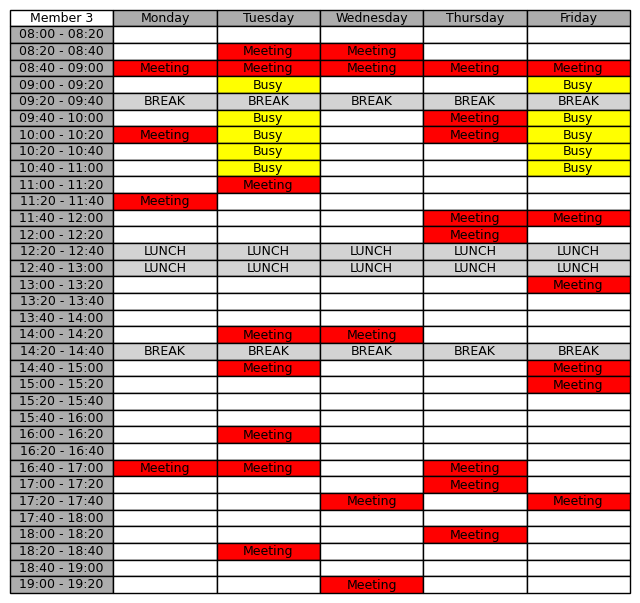 Member 3 Monday Tuesday Wednesday Thursday Friday
08:00 - 08:20
08:20 - 08:40 Meeting Meeting
08:40 - 09:00 Meeting Meeting Meeting Meeting Meeting
09:00 - 09:20 Busy Busy
09:20 - 09:40 BREAK BREAK BREAK BREAK BREAK
09:40 - 10:00 Busy Meeting Busy
10:00 - 10:20 Meeting Busy Meeting Busy
10:20 - 10:40 Busy Busy
10:40 - 11:00 Busy Busy
11:00 - 11:20 Meeting
11:20 - 11:40 Meeting
11:40 - 12:00 Meeting Meeting
12:00 - 12:20 Meeting
12:20 - 12:40 LUNCH LUNCH LUNCH LUNCH LUNCH
12:40 - 13:00 LUNCH LUNCH LUNCH LUNCH LUNCH
13:00 - 13:20 Meeting
13:20 - 13:40
13:40 - 14:00
14:00 - 14:20 Meeting Meeting
14:20 - 14:40 BREAK BREAK BREAK BREAK BREAK
14:40 - 15:00 Meeting Meeting
15:00 - 15:20 Meeting
15:20 - 15:40
15:40 - 16:00
16:00 - 16:20 Meeting
16:20 - 16:40
16:40 - 17:00 Meeting Meeting Meeting
17:00 - 17:20 Meeting
17:20 - 17:40 Meeting Meeting
17:40 - 18:00
18:00 - 18:20 Meeting
18:20 - 18:40 Meeting
18:40 - 19:00
19:00 - 19:20 Meeting